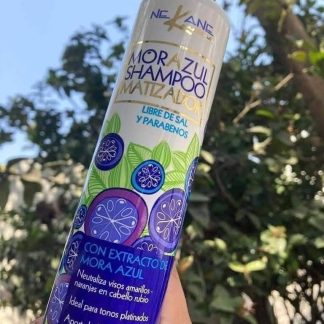 NEKANE
MORAZUL
SHAMPOO
MATIZADOR
LIBRE DE SAL
Y PARABENOS
CON EXTRACTO DE
MORA AZUL
Neutraliza visos amarillos -
naranjas en cabello rubio
Ideal para tonos platinados